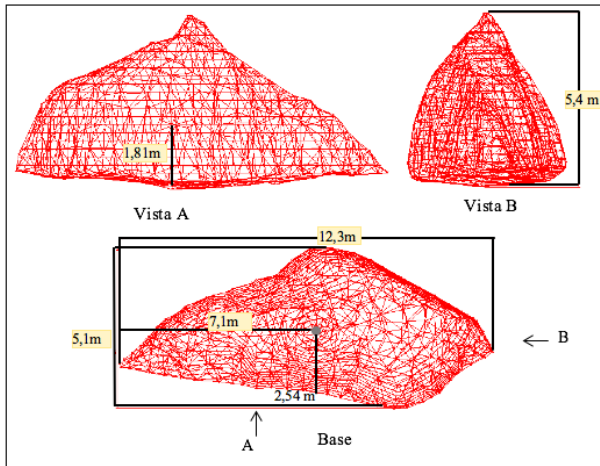 1,81m
5,4 m
Vista A
Vista B
12,3m
7,1m
5,1m
B
2,54 m
A
Base